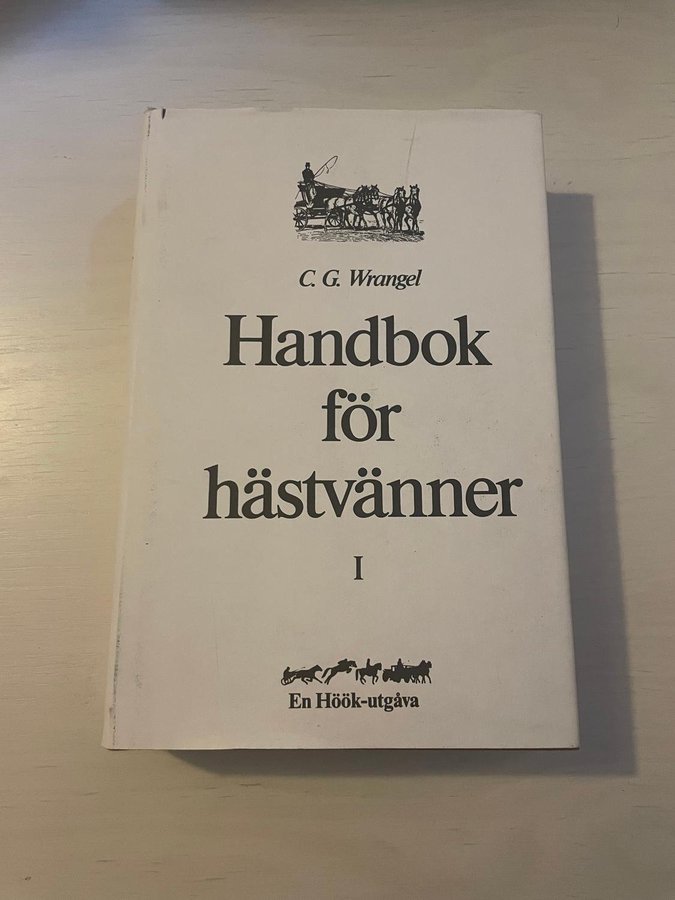 C. G. Wrangel
Handbok
för
hästvänner
I
En Höök-utgåva